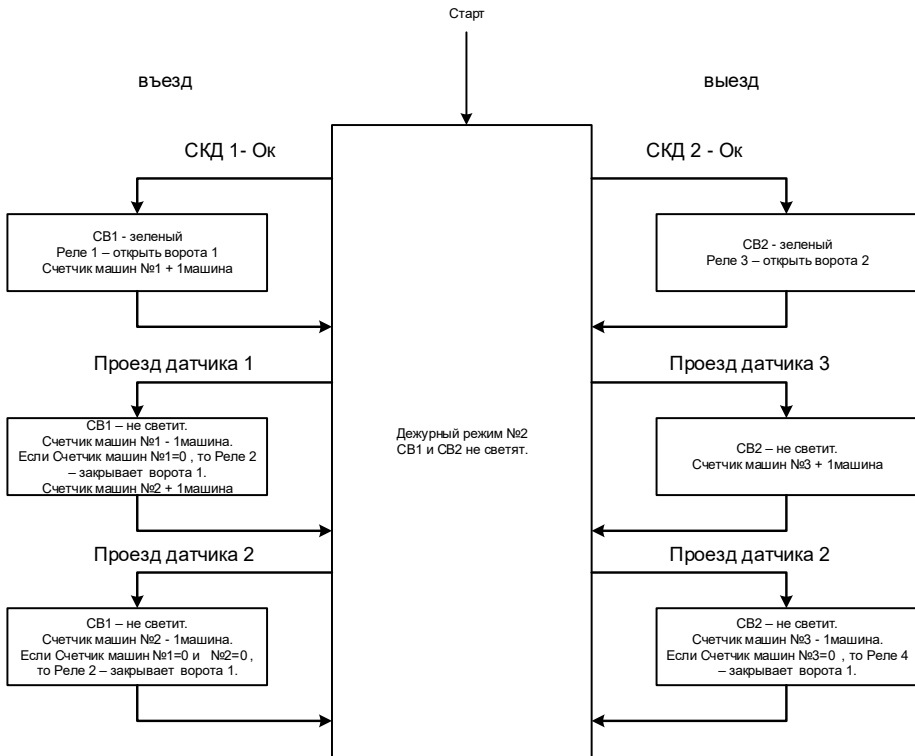 Старт
въезд
выезд
СКД 1- Ок
СКД 2 - Ок
СВ1 - зеленый
Реле 1 – открыть ворота 1
Счетчик машин №1 + 1машина
СВ2 - зеленый
Реле 3 – открыть ворота 2
Проезд датчика 1
Проезд датчика 3
СВ1 – не светит.
Счетчик машин №1 - 1машина.
Если Счетчик машин №1=0 , то Реле 2
– закрывает ворота 1.
Счетчик машин №2 + 1машина
Дежурный режим №2
СВ1 и СВ2 не светят.
СВ2 – не светит.
Счетчик машин №3 + 1машина
Проезд датчика 2
Проезд датчика 2
СВ1 – не светит.
Счетчик машин №2 - 1машина.
Если Счетчик машин №1=0 и №2=0 ,
то Реле 2 – закрывает ворота 1.
СВ2 – не светит.
Счетчик машин №3 - 1машина.
Если Счетчик машин №3=0 , то Реле 4
– закрывает ворота 1.